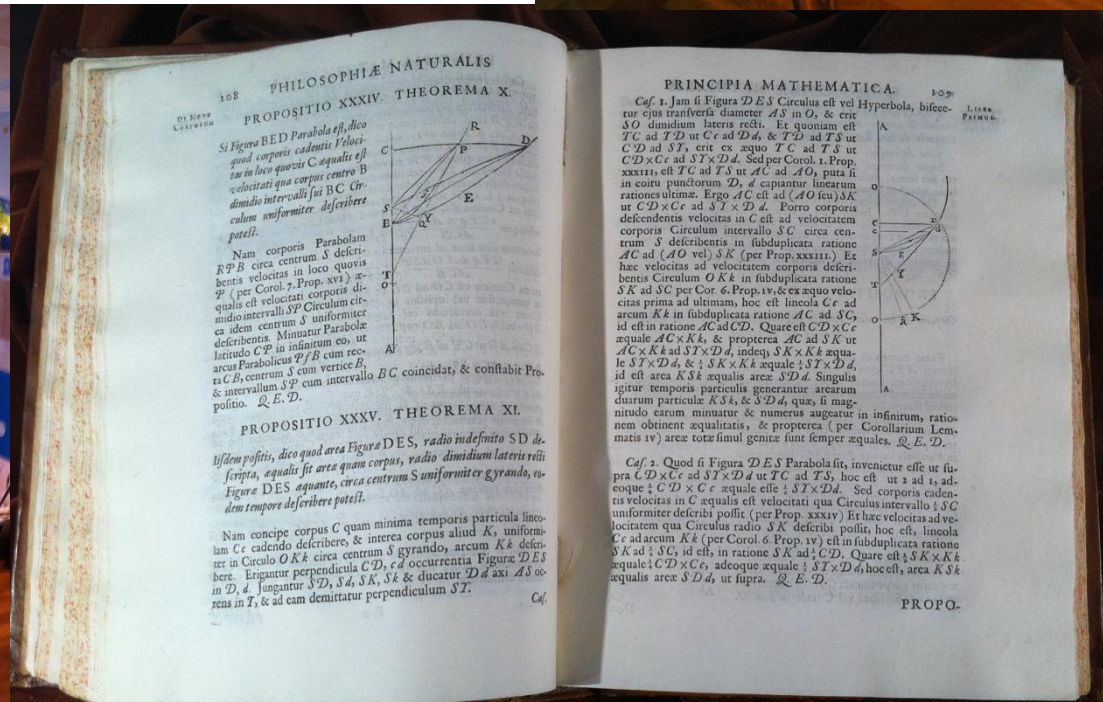 108 PHILOSOPHIÆ NATURALIS
DE MOTU
CORPORUM
PROPOSITIO XXXIV. THEOREMA X.
Si Figura BED Parabola est, dico
quod corporis cadentis Veloci-
tas in loco quovis C æqualis est
velocitati qua corpus centro B
dimidio intervalli sui BC Cir-
culum uniformiter describere
potest.
C
R
P
D
S
B
E
Q
Y
T
O
A
Nam corporis Parabolam
RPB circa centrum S descri-
bentis velocitas in loco quovis
P (per Corol. 7. Prop. XVI) æ-
qualis est velocitati corporis di-
midio intervalli SP Circulum cir-
ca idem centrum S uniformiter
describentis. Minuatur Parabolæ
latitudo CP in infinitum eo, ut
arcus Parabolicus PfB cum rec-
ta CB, centrum S cum vertice B,
& intervallum SP cum intervallo BC coincidat, & constabit Pro-
positio. Q. E. D.
PROPOSITIO XXXV. THEOREMA XI.
Iisdem positis, dico quod area Figuræ DES, radio indefinito SD de-
scripta, æqualis sit areæ quam corpus, radio dimidium lateris recti
Figuræ DES æquante, circa centrum S uniformiter gyrando, eo-
dem tempore describere potest.
Nam concipe corpus C quam minima temporis particula lineo-
lam Cc cadendo describere, & interea corpus aliud K, uniformi-
ter in Circulo OKk circa centrum S gyrando, arcum Kk descri-
bere. Erigantur perpendicula CD, cd occurrentia Figuræ DES
in D, d. Jungantur SD, Sd, SK, Sk & ducatur Dd axi AS oc-
rens in T, & ad eam demittatur perpendiculum SY.
Cas.
PRINCIPIA MATHEMATICA. 109
LIBER
PRIMUS.
Cas. 1. Jam si Figura DES Circulus est vel Hyperbola, bisece-
tur ejus transversa diameter AS in O, & erit
SO dimidium lateris recti. Et quoniam est
TC ad TD ut Cc ad Dd, & TD ad TS ut
CD ad SY, erit ex æquo TC ad TS ut
CD×Cc ad SY×Dd. Sed per Corol. 1. Prop.
XXXIII, est TC ad TS ut AC ad AO, puta si
in coitu punctorum D, d capiantur linearum
rationes ultimæ. Ergo AC est ad (AO seu) SK
ut CD×Cc ad SY×Dd. Porro corporis
descendentis velocitas in C est ad velocitatem
corporis Circulum intervallo SC circa cen-
trum S describentis in subduplicata ratione
AC ad (AO vel) SK (per Prop. XXXIII.) Et
hæc velocitas ad velocitatem corporis descri-
bentis Circulum OKk in subduplicata ratione
SK ad SC per Cor. 6. Prop. IV, & ex æquo velo-
citas prima ad ultimam, hoc est lineola Cc ad
arcum Kk in subduplicata ratione AC ad SC,
id est in ratione AC ad CD. Quare est CD×Cc
æquale AC×Kk, & propterea AC ad SK ut
AC×Kk ad SY×Dd, indeq; SK×Kk æqua-
le SY×Dd, & ½ SK×Kk æquale ½ SY×Dd,
id est area KSk æqualis areæ SDd. Singulis
igitur temporis particulis generantur arearum
duarum particulæ KSk, & SDd, quæ, si mag-
nitudo earum minuatur & numerus augeatur in infinitum, ratio-
nem obtinent æqualitatis, & propterea (per Corollarium Lem-
matis IV) areæ totæ simul genitæ sunt semper æquales. Q. E. D.
A
O
C
c
D
d
S
E
Y
T
O
k
K
A
Cas. 2. Quod si Figura DES Parabola sit, invenietur esse ut su-
pra CD×Cc ad SY×Dd ut TC ad TS, hoc est ut 2 ad 1, ad-
eoque ¼ CD × Cc æquale esse ½ SY×Dd. Sed corporis caden-
tis velocitas in C æqualis est velocitati qua Circulus intervallo ½ SC
uniformiter describi possit (per Prop. XXXIV) Et hæc velocitas ad ve-
locitatem qua Circulus radio SK describi possit, hoc est, lineola
Cc ad arcum Kk (per Corol. 6. Prop. IV) est in subduplicata ratione
SK ad ½ SC, id est, in ratione SK ad ½ CD. Quare est ½ SK×Kk
æquale ¼ CD×Cc, adeoque æquale ½ SY×Dd, hoc est, area KSk
æqualis areæ SDd, ut supra. Q. E. D.
PROPO-